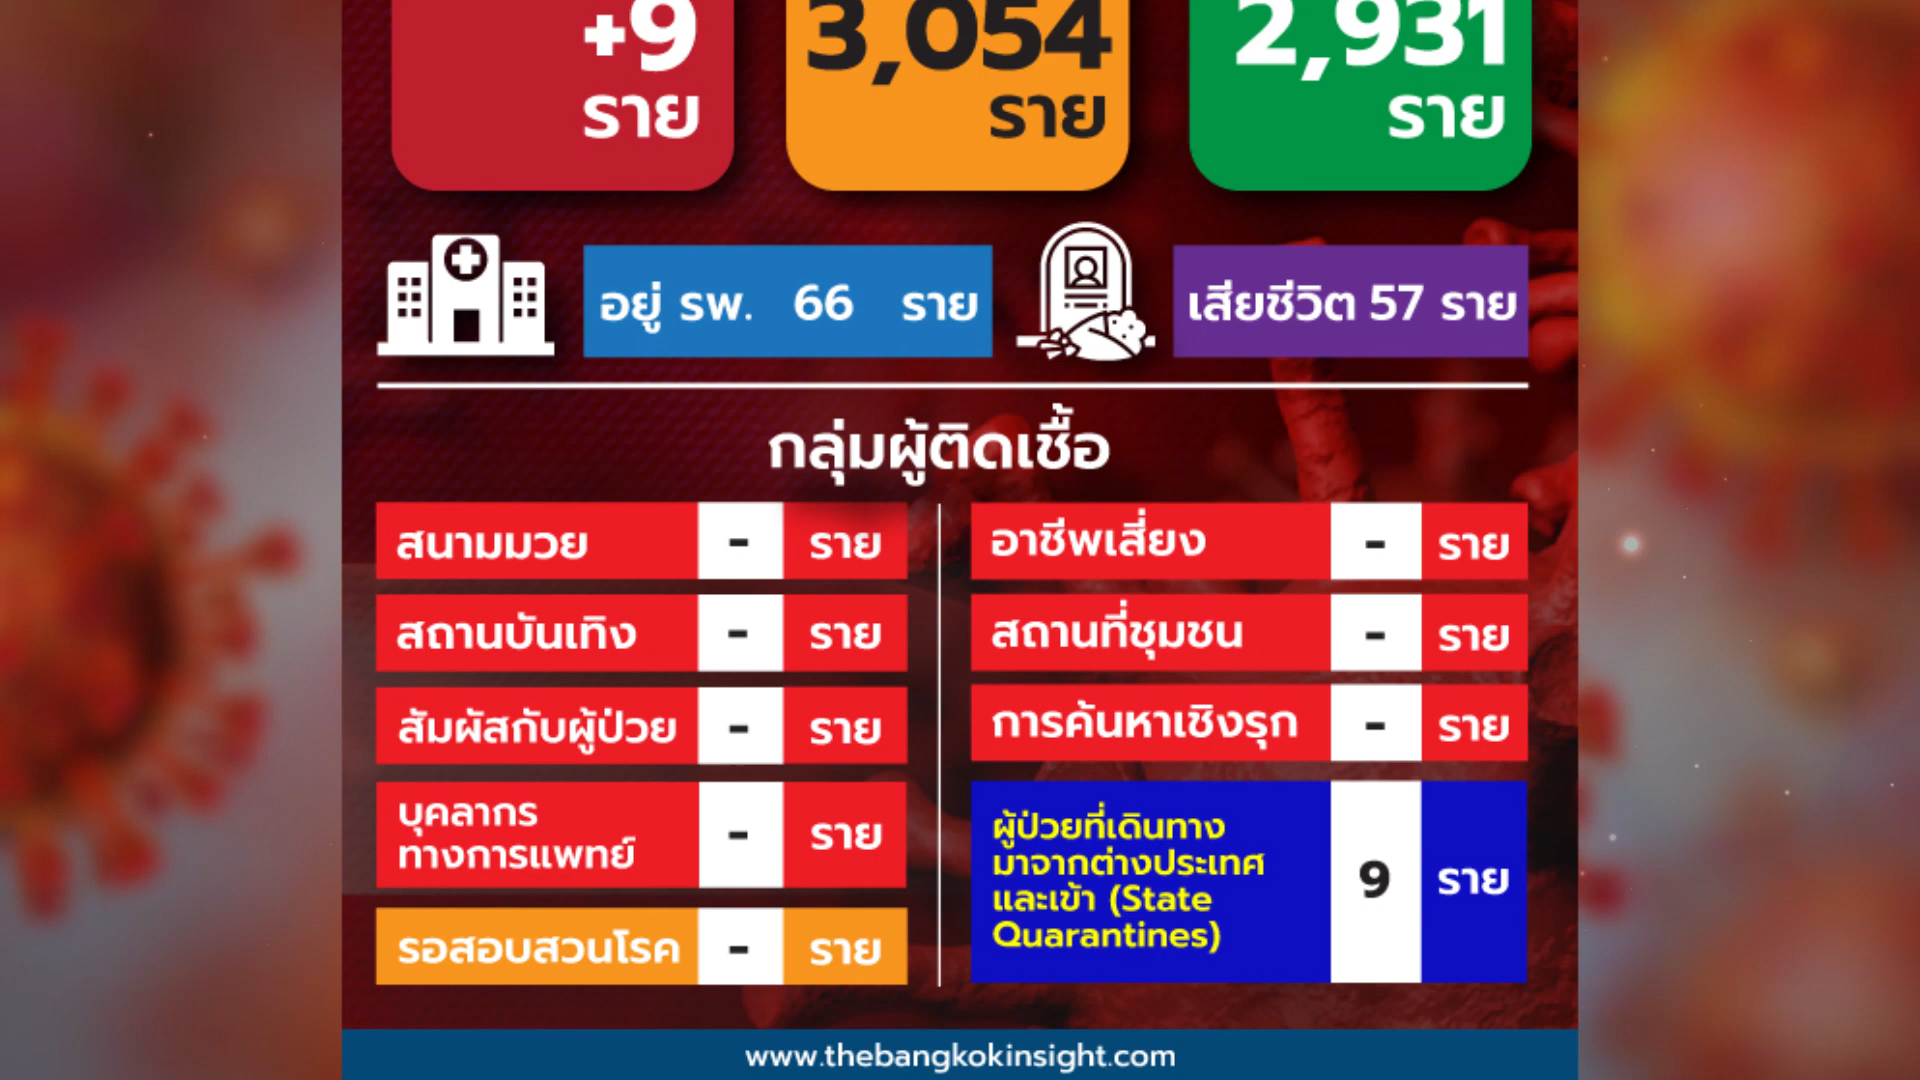 +9
ราย
3,054
ราย
2,931
ราย
อยู่ รพ. 66 ราย
เสียชีวิต 57 ราย
กลุ่มผู้ติดเชื้อ
สนามมวย - ราย
สถานบันเทิง - ราย
สัมผัสกับผู้ป่วย - ราย
บุคลากร
ทางการแพทย์ - ราย
รอสอบสวนโรค - ราย
อาชีพเสี่ยง - ราย
สถานที่ชุมชน - ราย
การค้นหาเชิงรุก - ราย
ผู้ป่วยที่เดินทาง
มาจากต่างประเทศ
และเข้า (State
Quarantines)
9 ราย
www.thebangkokinsight.com